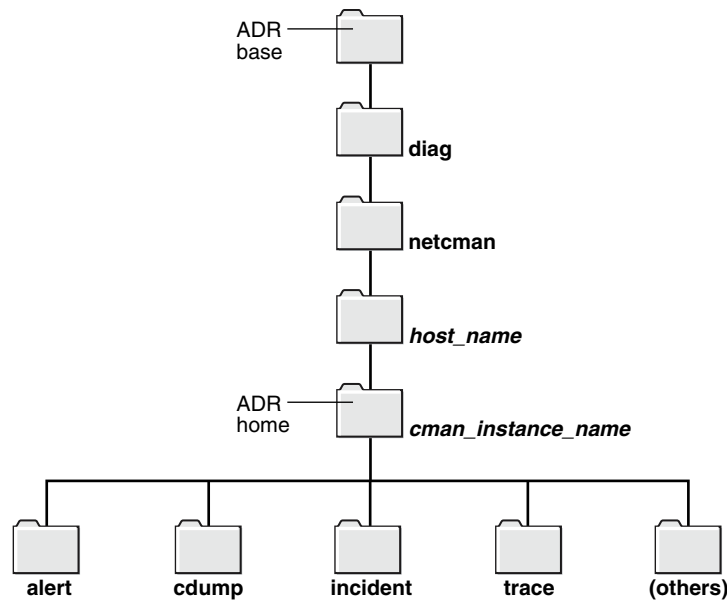 ADR
base
diag
netcman
host_name
ADR
home
cman_instance_name
alert
cdump
incident
trace
(others)